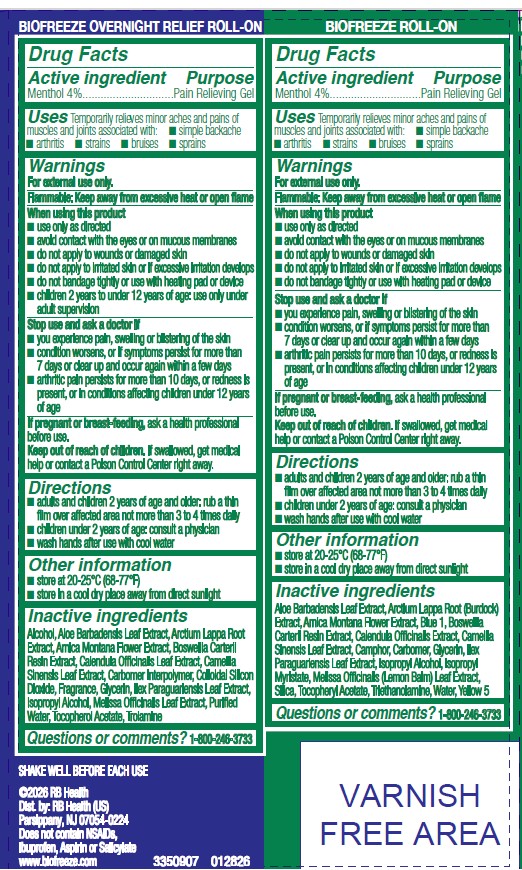 BIOFREEZE OVERNIGHT RELIEF ROLL-ON
Drug Facts
Active ingredient Purpose
Menthol 4%..............................Pain Relieving Gel
Uses Temporarily relieves minor aches and pains of
muscles and joints associated with: ■ simple backache
■ arthritis ■ strains ■ bruises ■ sprains
Warnings
For external use only.
Flammable: Keep away from excessive heat or open flame
When using this product
■ use only as directed
■ avoid contact with the eyes or on mucous membranes
■ do not apply to wounds or damaged skin
■ do not apply to irritated skin or if excessive irritation develops
■ do not bandage tightly or use with heating pad or device
■ children 2 years to under 12 years of age: use only under
adult supervision
Stop use and ask a doctor if
■ you experience pain, swelling or blistering of the skin
■ condition worsens, or if symptoms persist for more than
7 days or clear up and occur again within a few days
■ arthritic pain persists for more than 10 days, or redness is
present, or in conditions affecting children under 12 years
of age
If pregnant or breast-feeding, ask a health professional
before use.
Keep out of reach of children. If swallowed, get medical
help or contact a Poison Control Center right away.
Directions
■ adults and children 2 years of age and older: rub a thin
film over affected area not more than 3 to 4 times daily
■ children under 2 years of age: consult a physician
■ wash hands after use with cool water
Other information
■ store at 20-25°C (68-77°F)
■ store in a cool dry place away from direct sunlight
Inactive ingredients
Alcohol, Aloe Barbadensis Leaf Extract, Arctium Lappa Root
Extract, Arnica Montana Flower Extract, Boswellia Carterii
Resin Extract, Calendula Officinalis Leaf Extract, Camellia
Sinensis Leaf Extract, Carbomer Interpolymer, Colloidal Silicon
Dioxide, Fragrance, Glycerin, Ilex Paraguariensis Leaf Extract,
Isopropyl Alcohol, Melissa Officinalis Leaf Extract, Purified
Water, Tocopherol Acetate, Trolamine
Questions or comments? 1-800-246-3733
SHAKE WELL BEFORE EACH USE
©2026 RB Health
Dist. by: RB Health (US)
Parsippany, NJ 07054-0224
Does not contain NSAIDs,
Ibuprofen, Aspirin or Salicylate
www.biofreeze.com 3350907 012826
BIOFREEZE ROLL-ON
Drug Facts
Active ingredient Purpose
Menthol 4%..............................Pain Relieving Gel
Uses Temporarily relieves minor aches and pains of
muscles and joints associated with: ■ simple backache
■ arthritis ■ strains ■ bruises ■ sprains
Warnings
For external use only.
Flammable: Keep away from excessive heat or open flame
When using this product
■ use only as directed
■ avoid contact with the eyes or on mucous membranes
■ do not apply to wounds or damaged skin
■ do not apply to irritated skin or if excessive irritation develops
■ do not bandage tightly or use with heating pad or device
Stop use and ask a doctor if
■ you experience pain, swelling or blistering of the skin
■ condition worsens, or if symptoms persist for more than
7 days or clear up and occur again within a few days
■ arthritic pain persists for more than 10 days, or redness is
present, or in conditions affecting children under 12 years
of age
If pregnant or breast-feeding, ask a health professional
before use.
Keep out of reach of children. If swallowed, get medical
help or contact a Poison Control Center right away.
Directions
■ adults and children 2 years of age and older: rub a thin
film over affected area not more than 3 to 4 times daily
■ children under 2 years of age: consult a physician
■ wash hands after use with cool water
Other information
■ store at 20-25°C (68-77°F)
■ store in a cool dry place away from direct sunlight
Inactive ingredients
Aloe Barbadensis Leaf Extract, Arctium Lappa Root (Burdock)
Extract, Arnica Montana Flower Extract, Blue 1, Boswellia
Carterii Resin Extract, Calendula Officinalis Extract, Camellia
Sinensis Leaf Extract, Camphor, Carbomer, Glycerin, Ilex
Paraguariensis Leaf Extract, Isopropyl Alcohol, Isopropyl
Myristate, Melissa Officinalis (Lemon Balm) Leaf Extract,
Silica, Tocopheryl Acetate, Triethanolamine, Water, Yellow 5
Questions or comments? 1-800-246-3733
VARNISH
FREE AREA